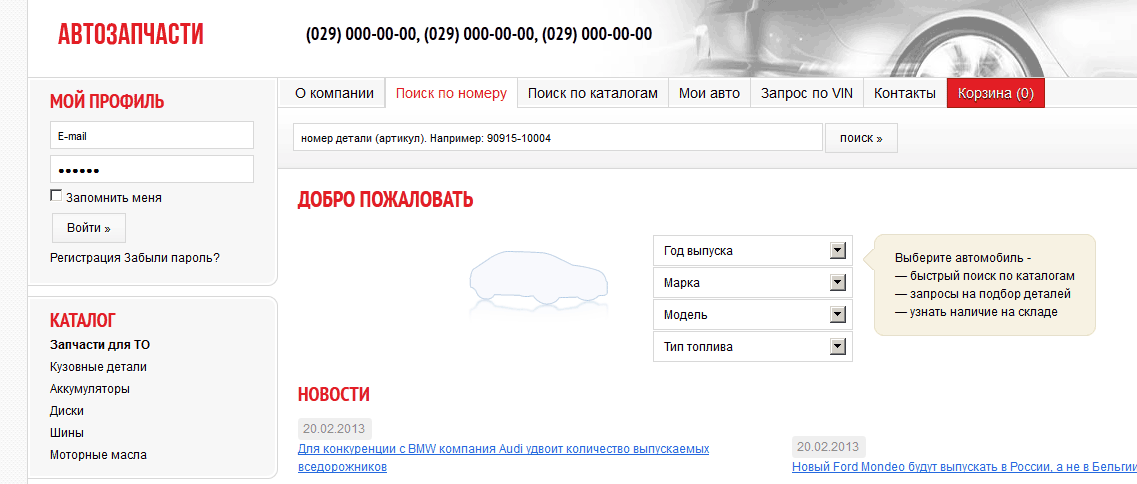 АВТОЗАПЧАСТИ
(029) 000-00-00, (029) 000-00-00, (029) 000-00-00
МОЙ ПРОФИЛЬ
E-mail
••••••
Запомнить меня
Войти »
Регистрация Забыли пароль?
КАТАЛОГ
Запчасти для ТО
Кузовные детали
Аккумуляторы
Диски
Шины
Моторные масла
О компании
Поиск по номеру
Поиск по каталогам
Мои авто
Запрос по VIN
Контакты
Корзина (0)
номер детали (артикул). Например: 90915-10004
поиск »
ДОБРО ПОЖАЛОВАТЬ
Год выпуска
Марка
Модель
Тип топлива
Выберите автомобиль -
— быстрый поиск по каталогам
— запросы на подбор деталей
— узнать наличие на складе
НОВОСТИ
20.02.2013
Для конкуренции с BMW компания Audi удвоит количество выпускаемых
вседорожников
20.02.2013
Новый Ford Mondeo будут выпускать в России, а не в Бельгии